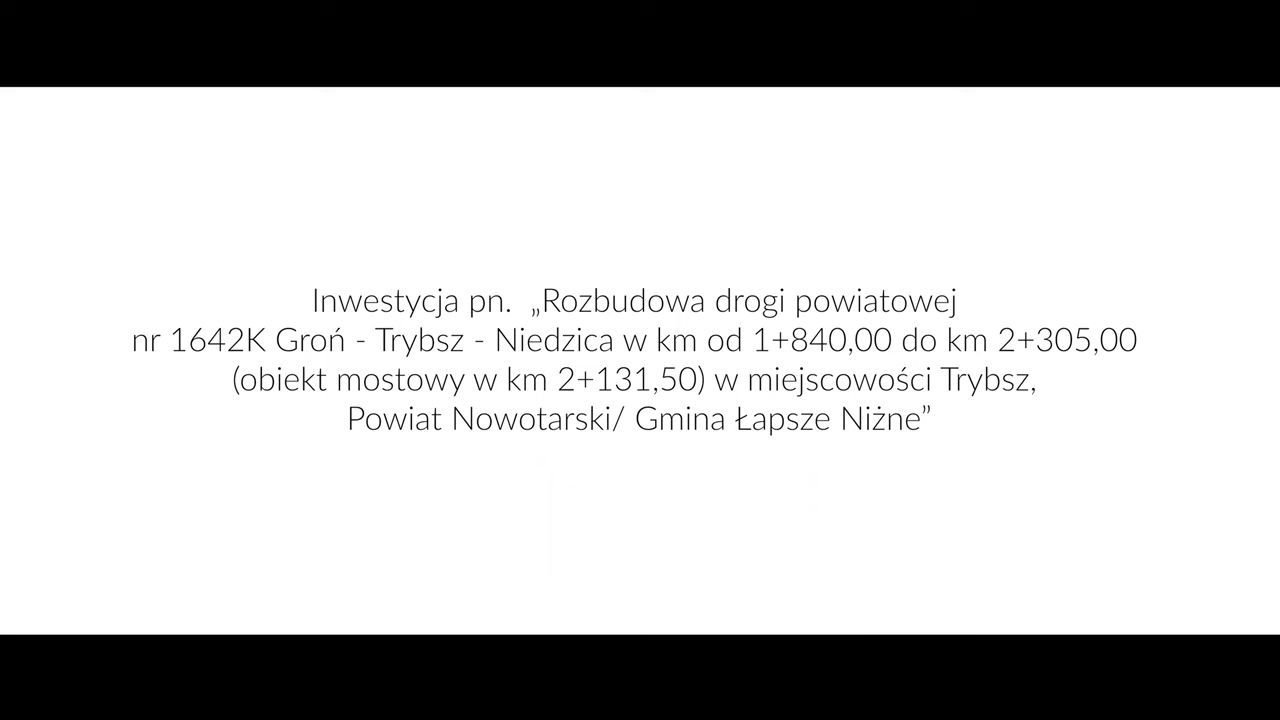 Inwestycja pn.  „Rozbudowa drogi powiatowej
nr 1642K Groń - Trybsz - Niedzica w km od 1+840,00 do km 2+305,00
(obiekt mostowy w km 2+131,50) w miejscowości Trybsz,
Powiat Nowotarski/ Gmina Łapsze Niżne”